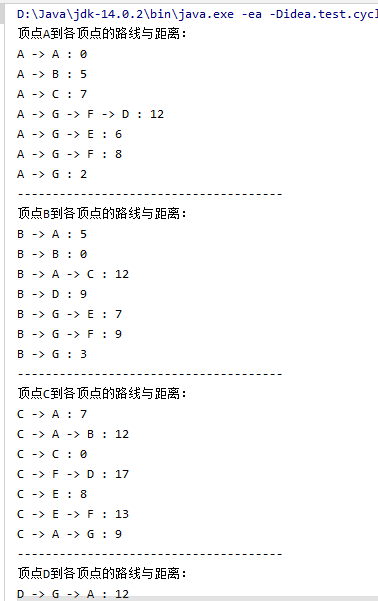 D:\Java\jdk-14.0.2\bin\java.exe -ea -Didea.test.cycl
顶点A到各顶点的路线与距离：
A -> A : 0
A -> B : 5
A -> C : 7
A -> G -> F -> D : 12
A -> G -> E : 6
A -> G -> F : 8
A -> G : 2
--------------------------------------
顶点B到各顶点的路线与距离：
B -> A : 5
B -> B : 0
B -> A -> C : 12
B -> D : 9
B -> G -> E : 7
B -> G -> F : 9
B -> G : 3
--------------------------------------
顶点C到各顶点的路线与距离：
C -> A : 7
C -> A -> B : 12
C -> C : 0
C -> F -> D : 17
C -> E : 8
C -> E -> F : 13
C -> A -> G : 9
--------------------------------------
顶点D到各顶点的路线与距离：
D -> G -> A : 12